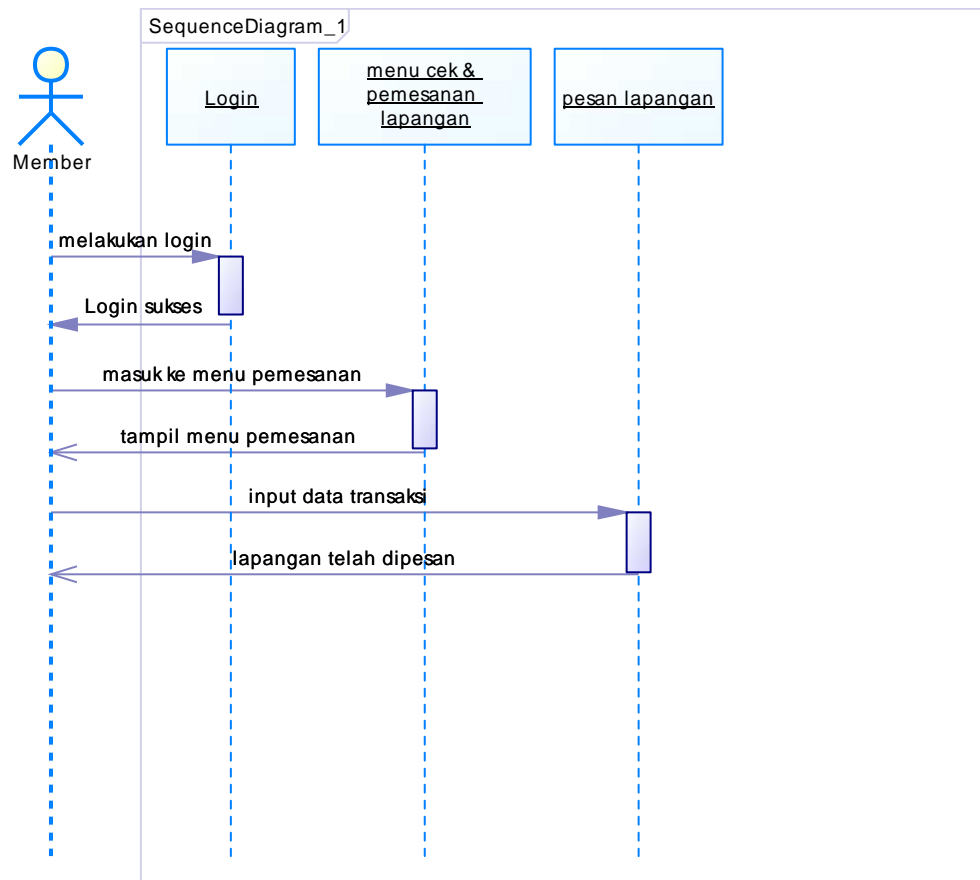 SequenceDiagram_1
Member
Login
menu cek &
pemesanan
lapangan
pesan lapangan
melakukan login
Login sukses
masuk ke menu pemesanan
tampil menu pemesanan
input data transaksi
lapangan telah dipesan